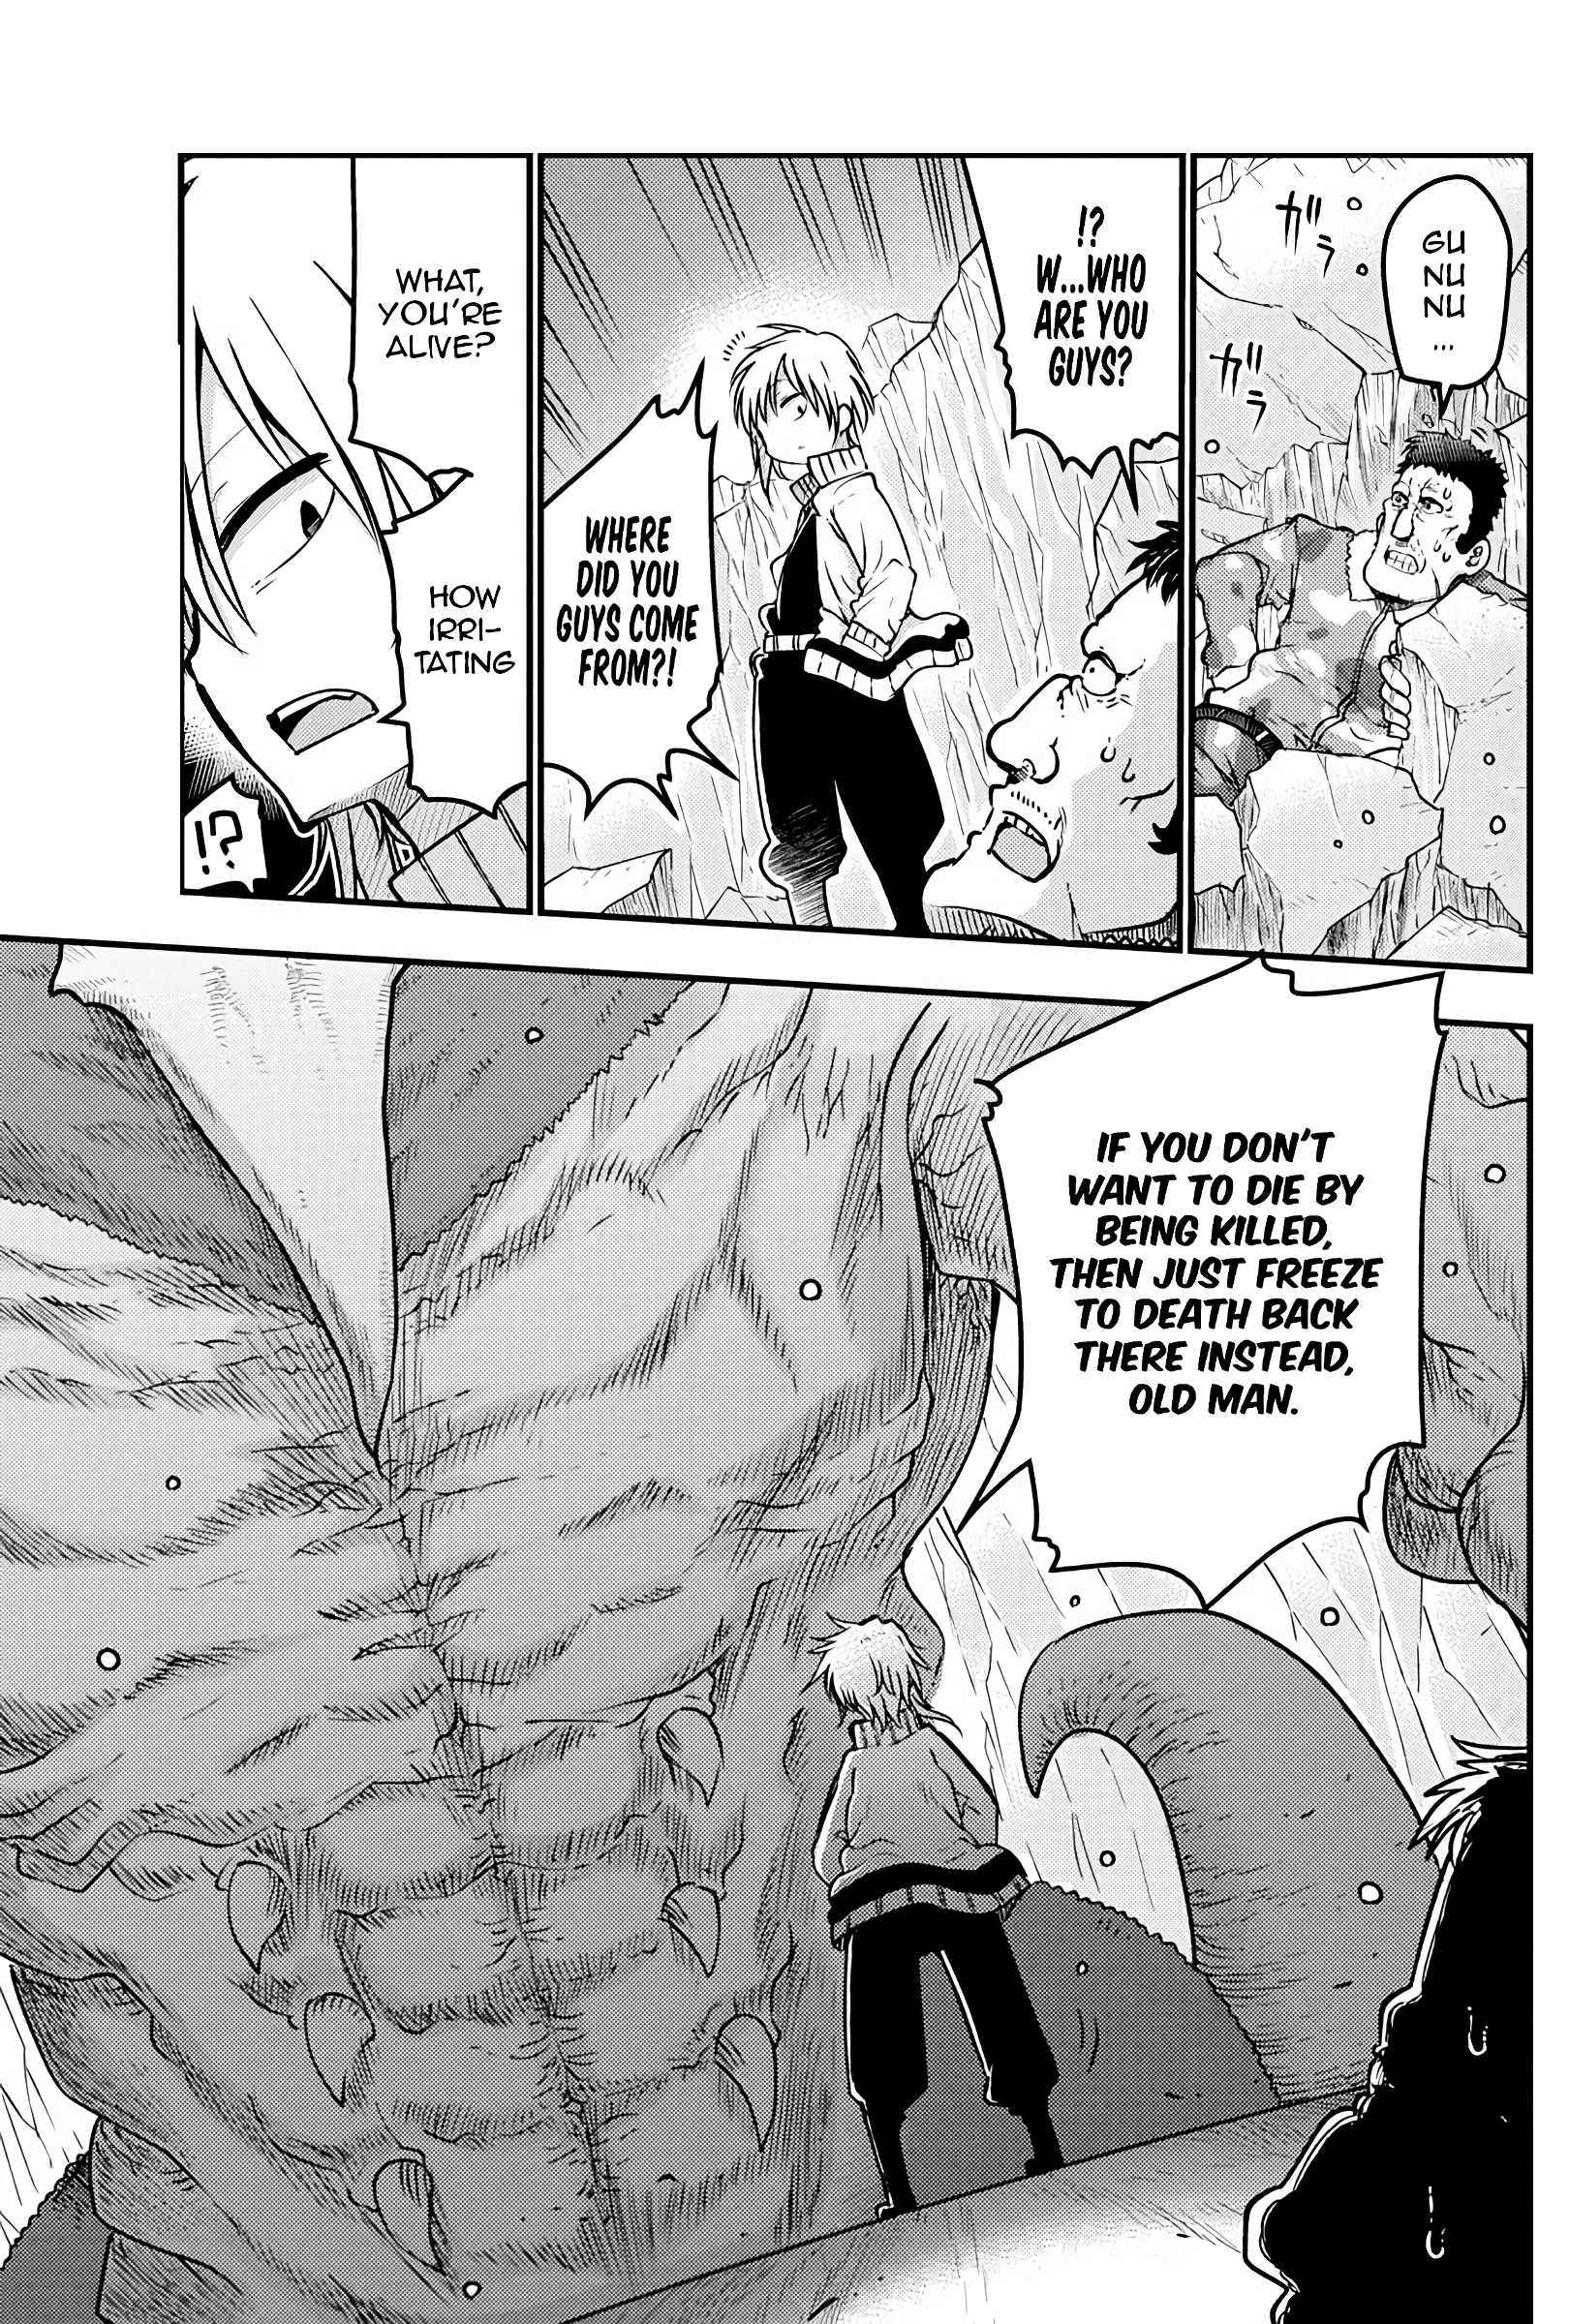 GU
NU
NU
...
ガラ
ガラ
!?
W...WHO
ARE YOU
GUYS?
WHERE
DID YOU
GUYS COME
FROM?!
WHAT,
YOU'RE
ALIVE?
HOW
IRRI-
TATING
!?
IF YOU DON'T
WANT TO DIE BY
BEING KILLED,
THEN JUST FREEZE
TO DEATH BACK
THERE INSTEAD,
OLD MAN.